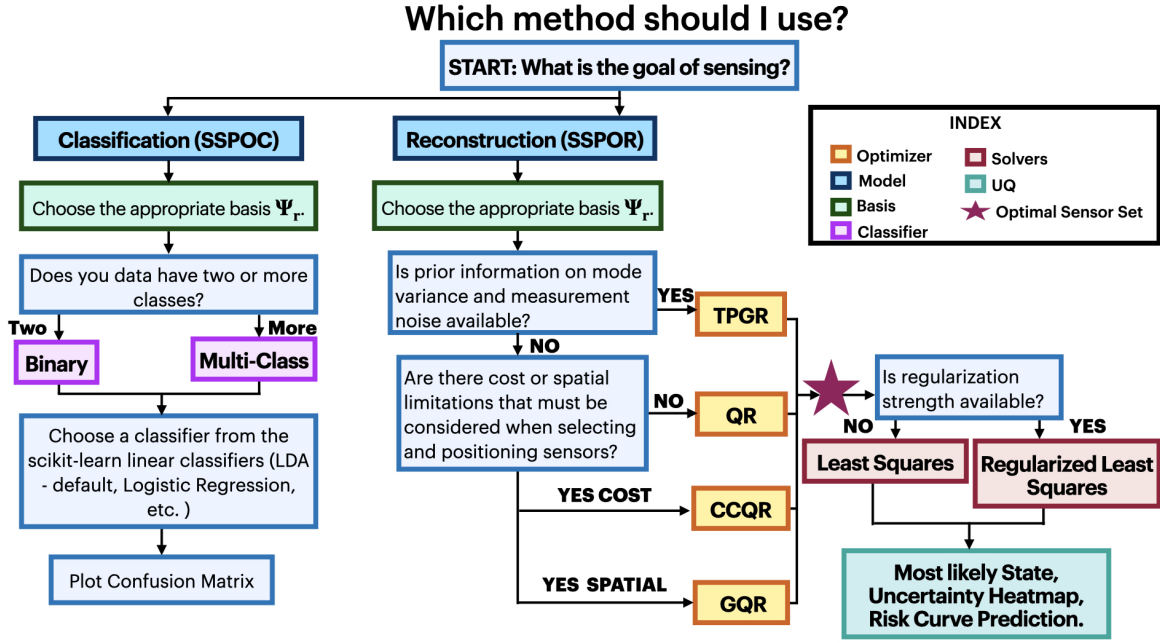 Which method should I use?
START: What is the goal of sensing?
Classification (SSPOC)
Choose the appropriate basis Ψr.
Does you data have two or more
classes?
Two
More
Binary
Multi-Class
Choose a classifier from the
scikit-learn linear classifiers (LDA
- default, Logistic Regression,
etc. )
Plot Confusion Matrix
Reconstruction (SSPOR)
Choose the appropriate basis Ψr.
Is prior information on mode
variance and measurement
noise available?
YES
TPGR
NO
Are there cost or spatial
limitations that must be
considered when selecting
and positioning sensors?
NO
QR
YES COST
CCQR
YES SPATIAL
GQR
INDEX
Optimizer
Model
Basis
Classifier
Solvers
UQ
Optimal Sensor Set
Is regularization
strength available?
NO
YES
Least Squares
Regularized Least
Squares
Most likely State,
Uncertainty Heatmap,
Risk Curve Prediction.